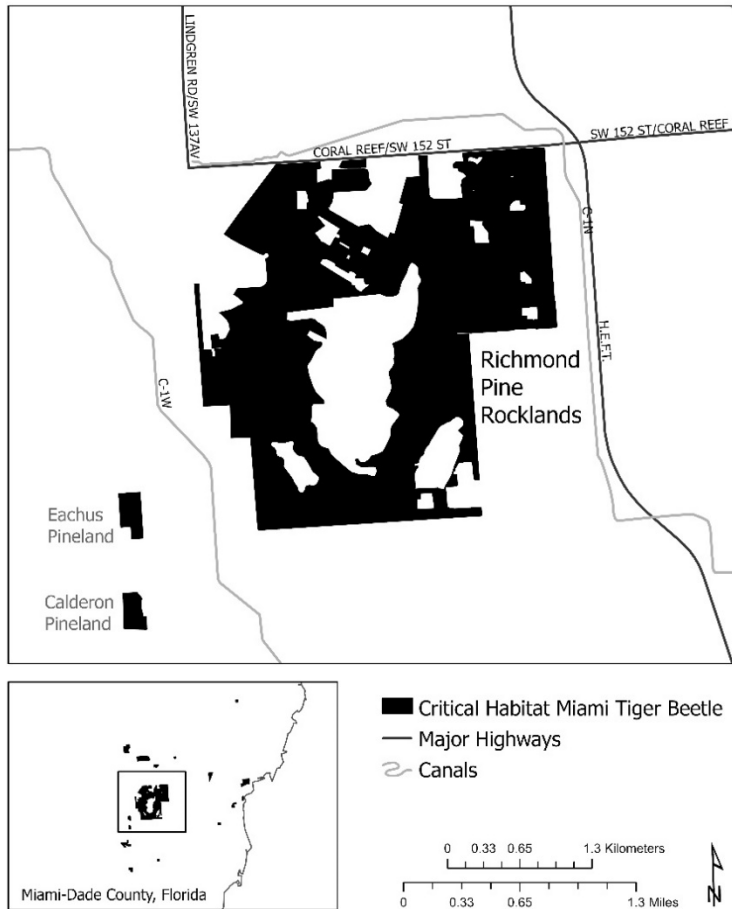 LINDGREN RD/SW 137AV
CORAL REEF/SW 152 ST
SW 152 ST/CORAL REEF
C-1N
H.E.F.T.
Richmond
Pine
Rocklands
C-1W
Eachus
Pineland
Calderon
Pineland
Critical Habitat Miami Tiger Beetle
Major Highways
Canals
0 0.33 0.65 1.3 Kilometers
0 0.33 0.65 1.3 Miles
N
Miami-Dade County, Florida